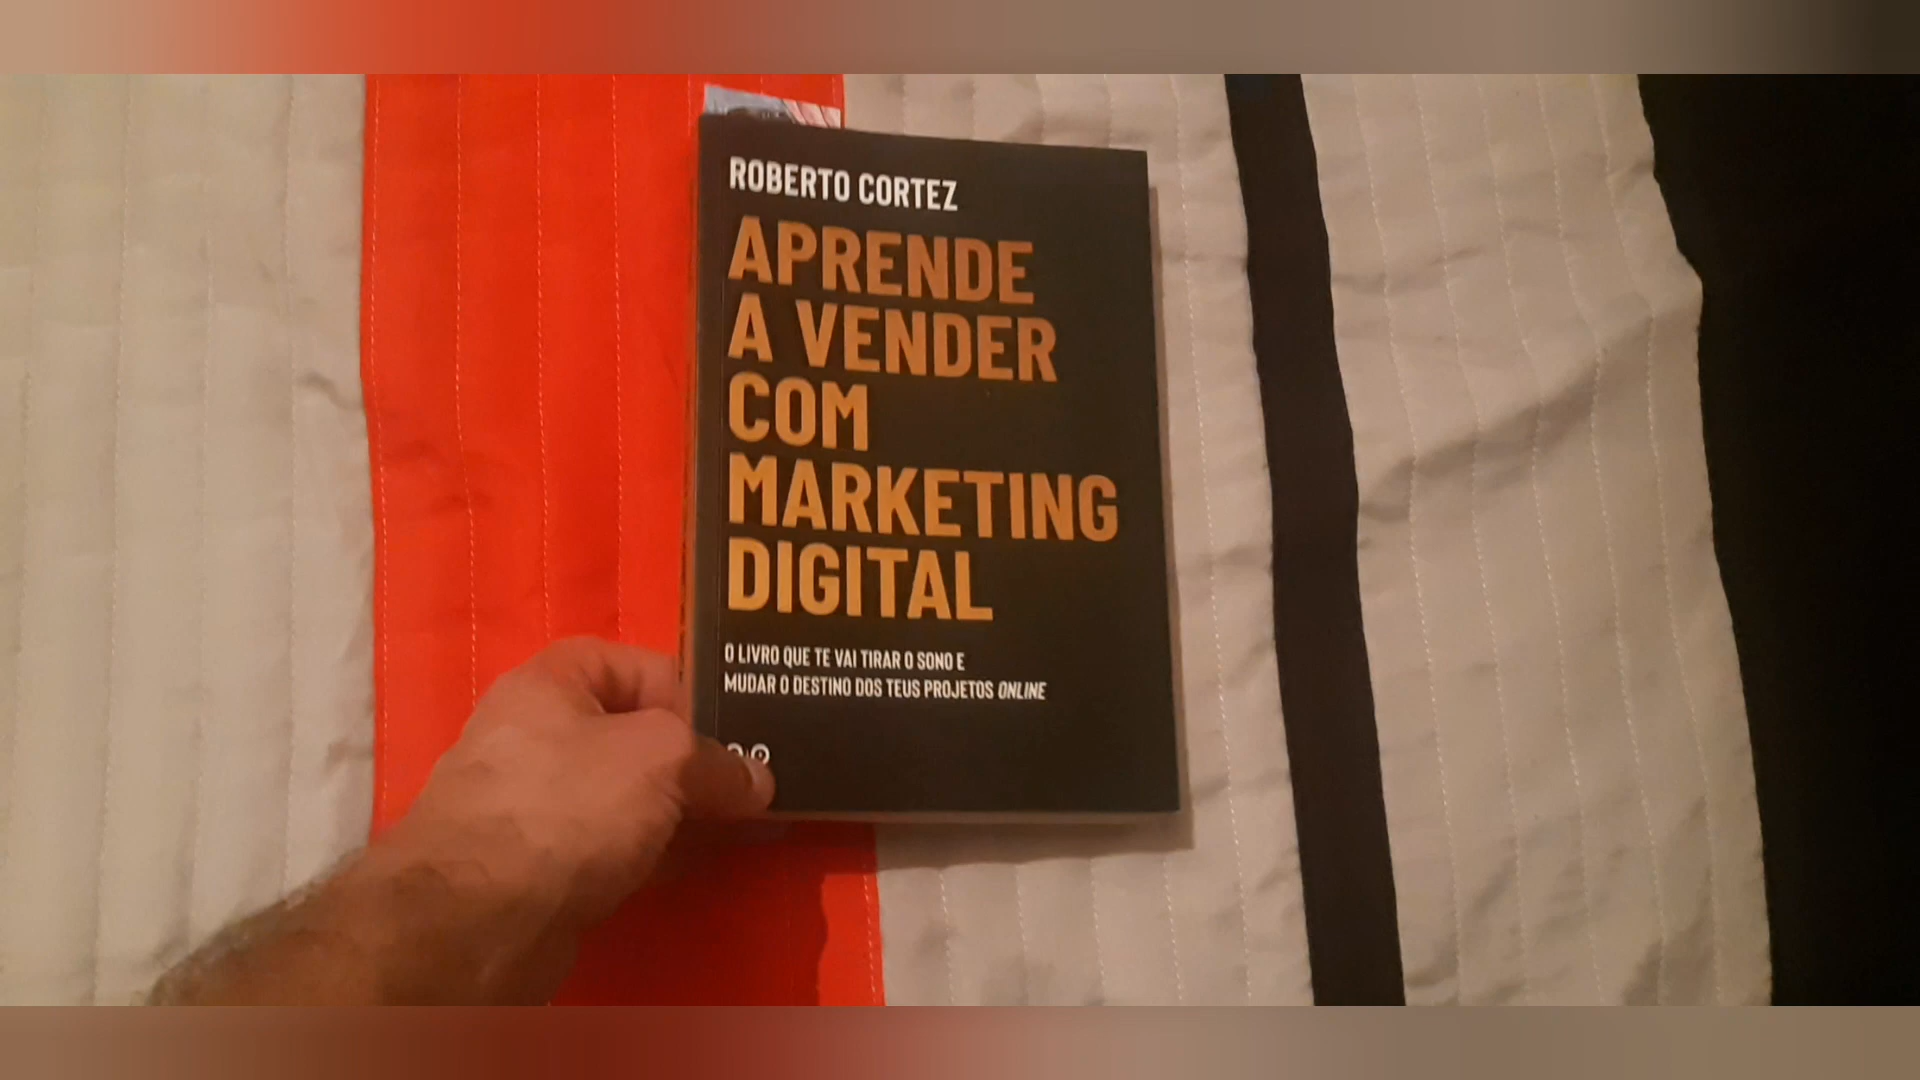 ROBERTO CORTEZ
APRENDE
A VENDER
COM
MARKETING
DIGITAL
O LIVRO QUE TE VAI TIRAR O SONO E
MUDAR O DESTINO DOS TEUS PROJETOS ONLINE